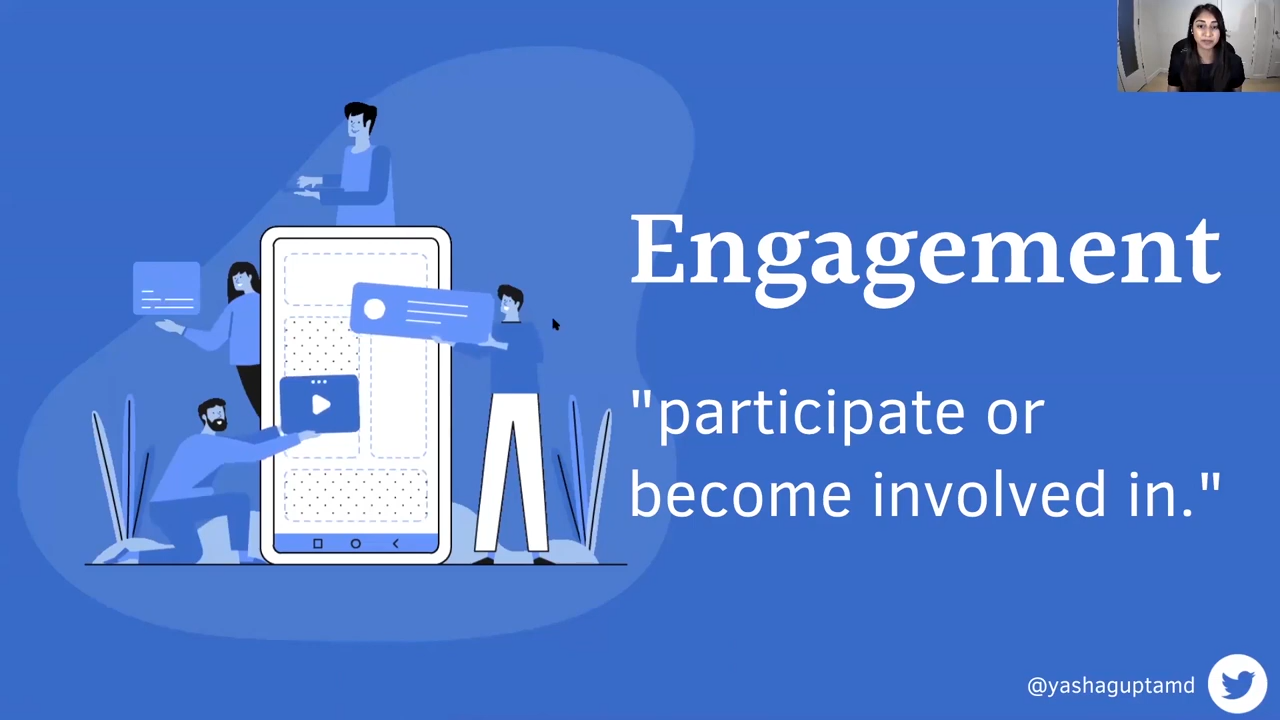 Engagement
"participate or
become involved in."
@yashaguptamd